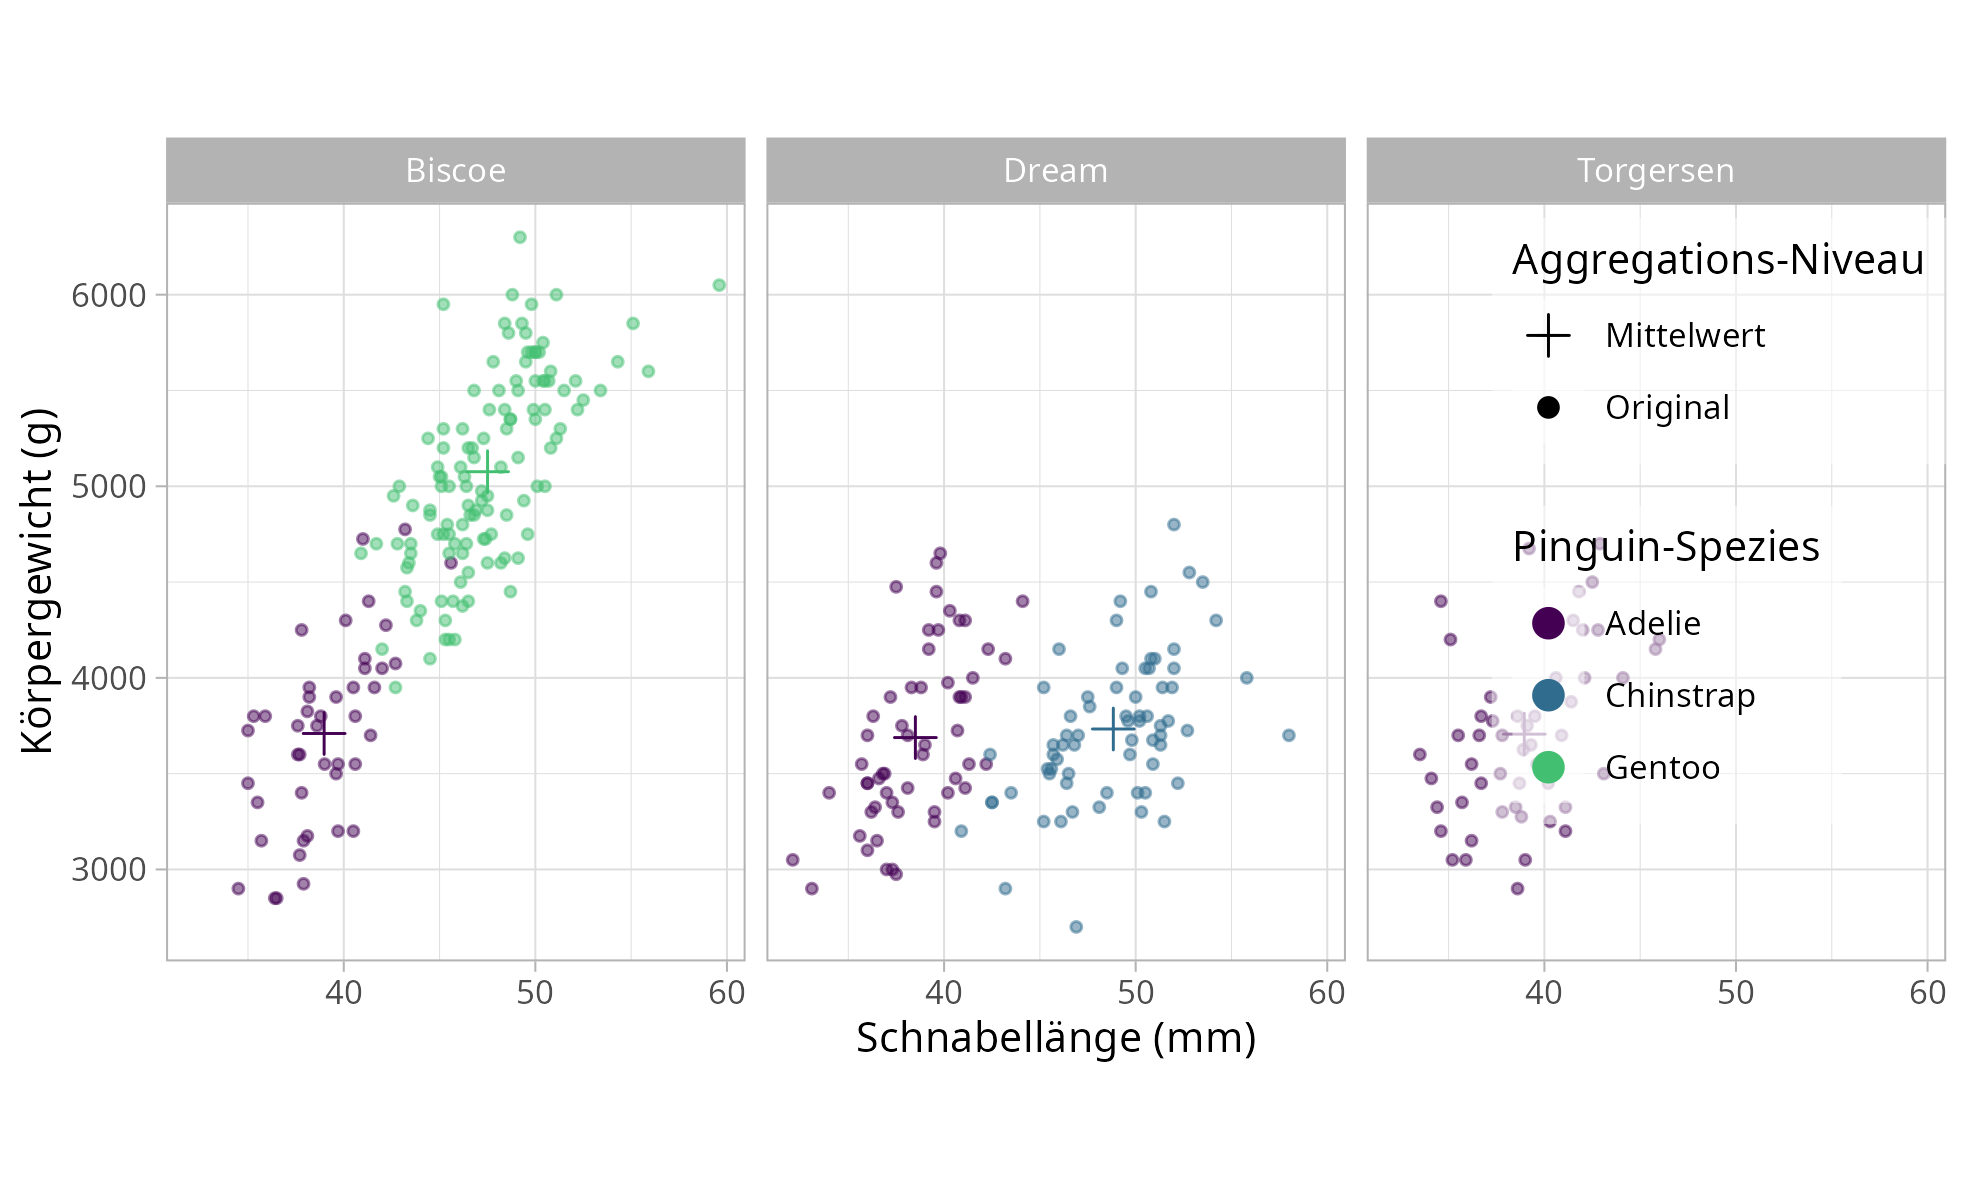 Biscoe
Dream
Torgersen
Körpergewicht (g)
6000
5000
4000
3000
Aggregations-Niveau
Mittelwert
Original
Pinguin-Spezies
Adelie
Chinstrap
Gentoo
40 50 60
40 50 60
40 50 60
Schnabellänge (mm)